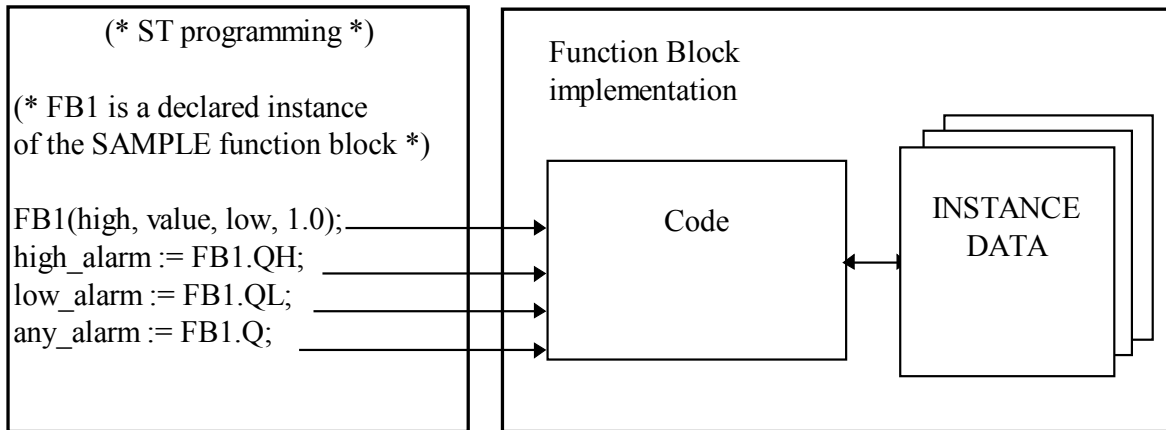 (* ST programming *)
(* FB1 is a declared instance
of the SAMPLE function block *)
FB1(high, value, low, 1.0);
high_alarm := FB1.QH;
low_alarm := FB1.QL;
any_alarm := FB1.Q;
Function Block
implementation
Code
INSTANCE
DATA